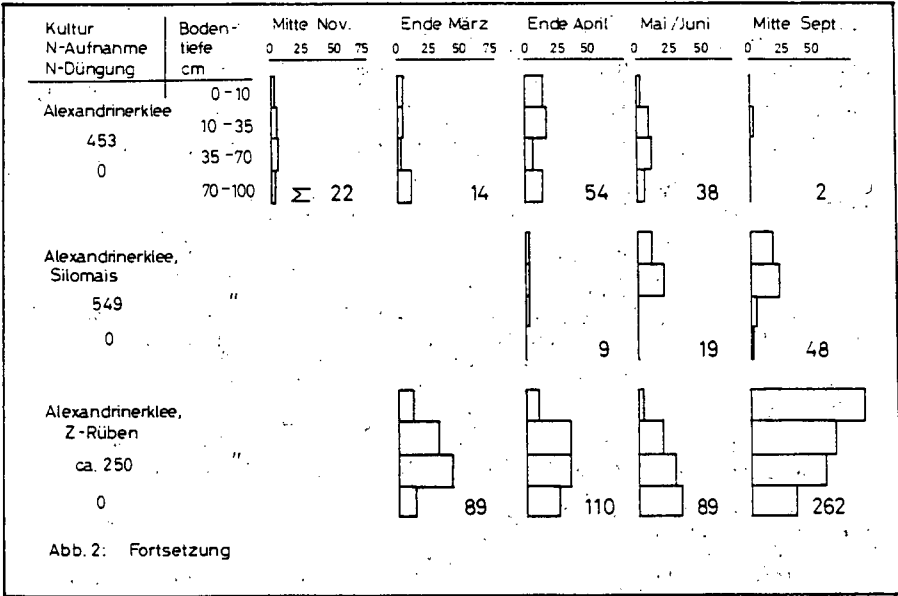 Kultur Boden- Mitte Nov. Ende März Ende April Mai/Juni Mitte Sept.
N-Aufnahme tiefe 0 25 50 75 0 25 50 75 0 25 50 0 25 50 0 25 50
N-Düngung cm
0-10
Alexandrinerklee 10-35
453 35-70
0 70-100 Σ 22 14 54 38 2
Alexandrinerklee,
Silomais
549 "
0 9 19 48
Alexandrinerklee,
Z-Rüben
ca. 250 "
0 89 110 89 262
Abb. 2: Fortsetzung